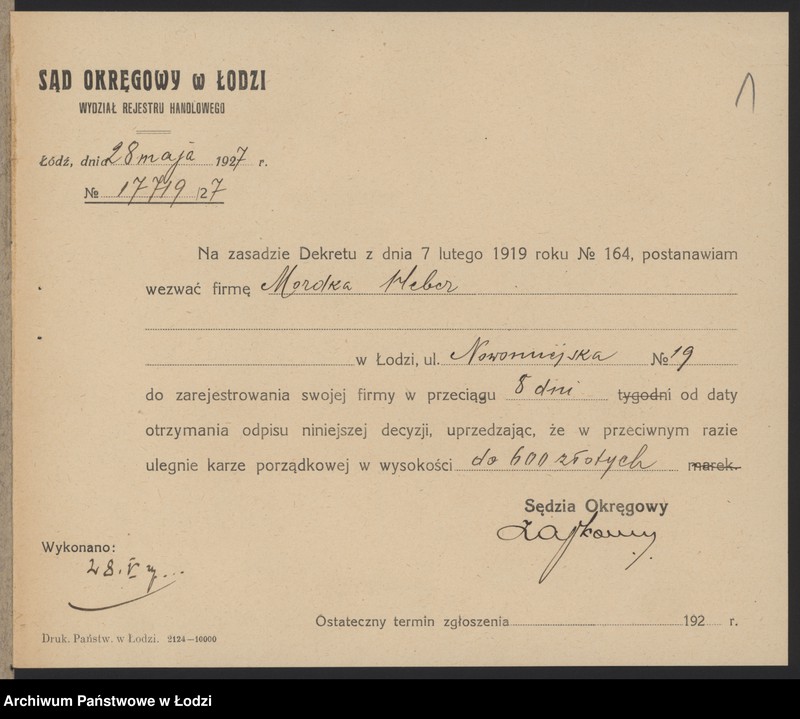 SĄD OKRĘGOWY w ŁODZI
WYDZIAŁ REJESTRU HANDLOWEGO
1
Łódź, dnia 28 maja 1927 r.
№ 17719/27
Na zasadzie Dekretu z dnia 7 lutego 1919 roku № 164, postanawiam
wezwać firmę Mordka Heber
w Łodzi, ul. Nowomiejska № 19
do zarejestrowania swojej firmy w przeciągu 8 dni tygodni od daty
otrzymania odpisu niniejszej decyzji, uprzedzając, że w przeciwnym razie
ulegnie karze porządkowej w wysokości do 600 złotych marek.
Sędzia Okręgowy
Wykonano:
28.V
Ostateczny termin zgłoszenia 192 r.
Druk. Państw. w Łodzi. 2124—10000
Archiwum Państwowe w Łodzi